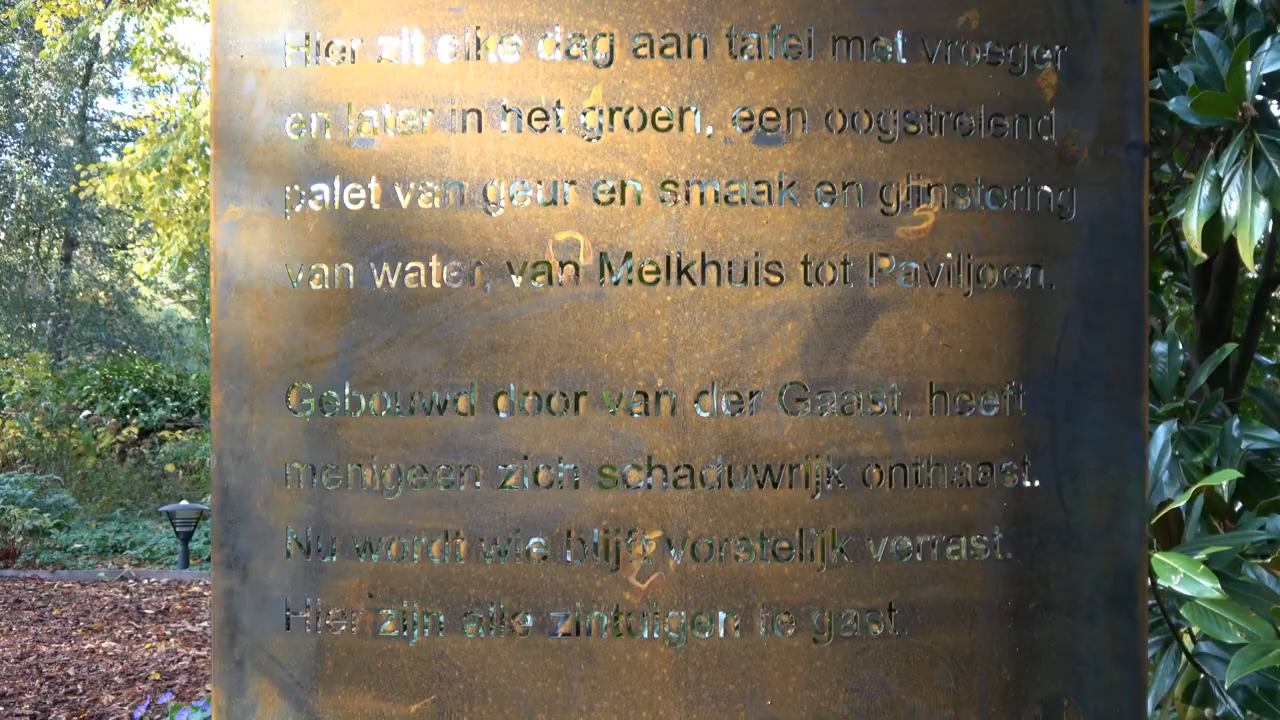 Hier zit elke dag aan tafel met vroeger
en later in het groen, een oogstrelend
palet van geur en smaak en glinstering
van water, van Melkhuis tot Paviljoen.
Gebouwd door van der Gaast, heeft
menigeen zich schaduwrijk onthaast.
Nu wordt wie blijft vorstelijk verrast.
Hier zijn alle zintuigen te gast.